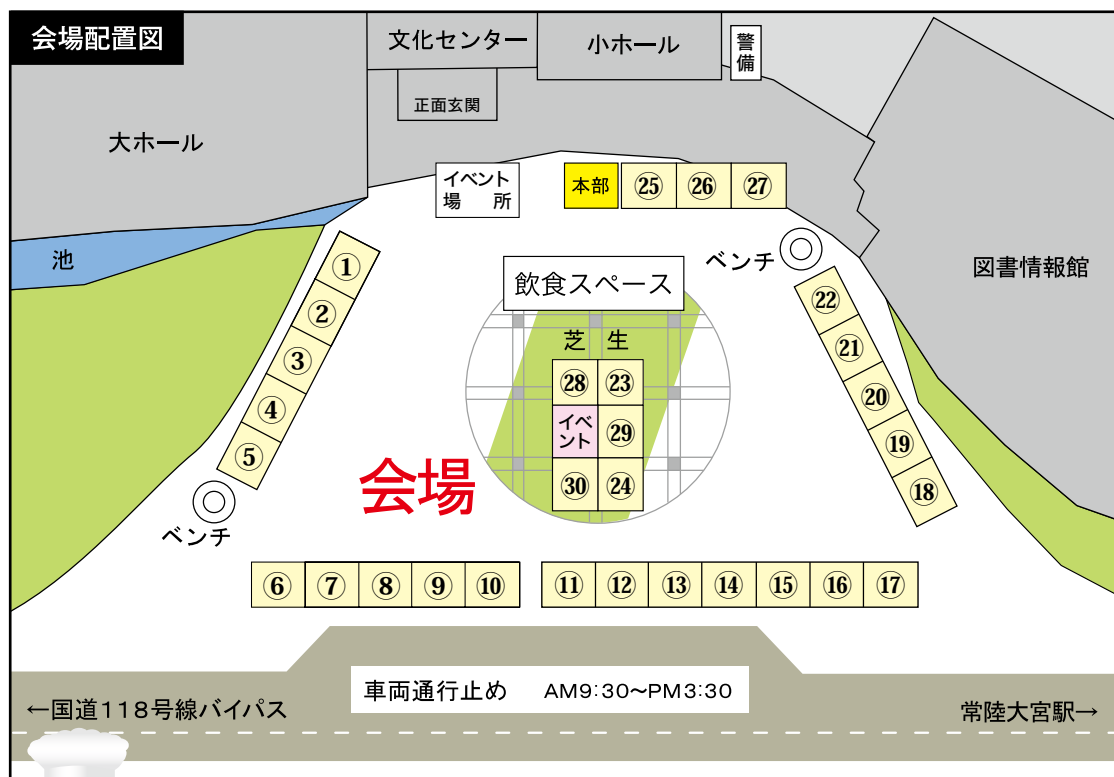 会場配置図
文化センター
小ホール
警備
正面玄関
大ホール
イベント
場所
本部
㉕ ㉖ ㉗
池
ベンチ
図書情報館
飲食スペース
芝生
① ② ③ ④ ⑤
㉒ ㉑ ⑳ ⑲ ⑱
㉘ ㉓
イベ
ント
㉙
㉚ ㉔
会場
ベンチ
⑥ ⑦ ⑧ ⑨ ⑩
⑪ ⑫ ⑬ ⑭ ⑮ ⑯ ⑰
車両通行止め AM9:30~PM3:30
←国道118号線バイパス
常陸大宮駅→